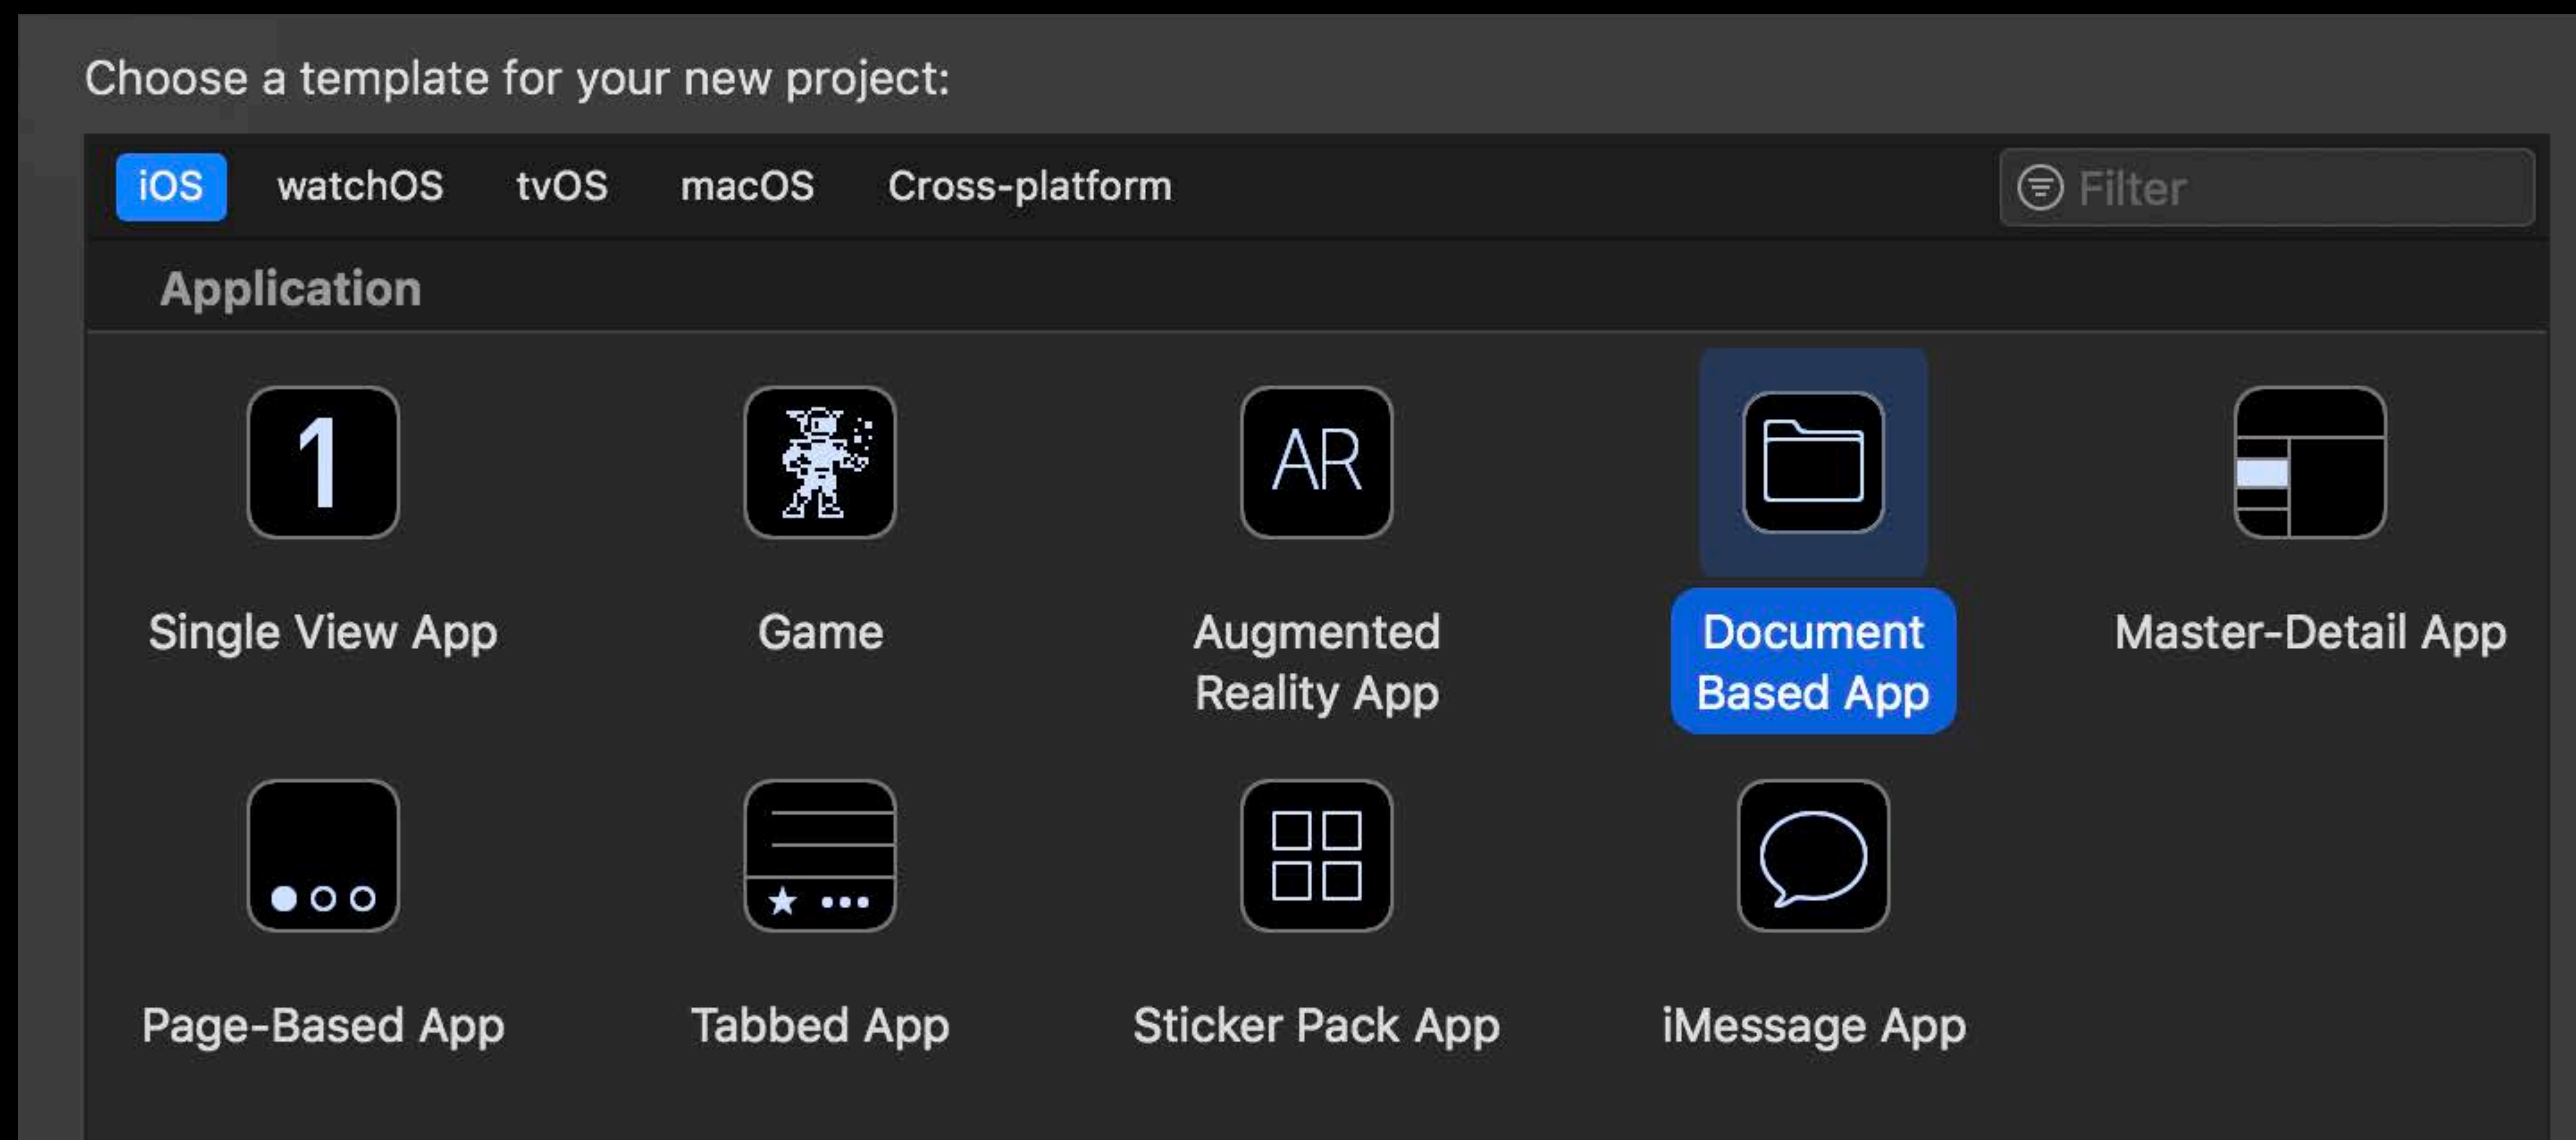 Choose a template for your new project:
iOS watchOS tvOS macOS Cross-platform Filter
Application
1 AR
Single View App Game Augmented Reality App Document Based App Master-Detail App
Page-Based App Tabbed App Sticker Pack App iMessage App